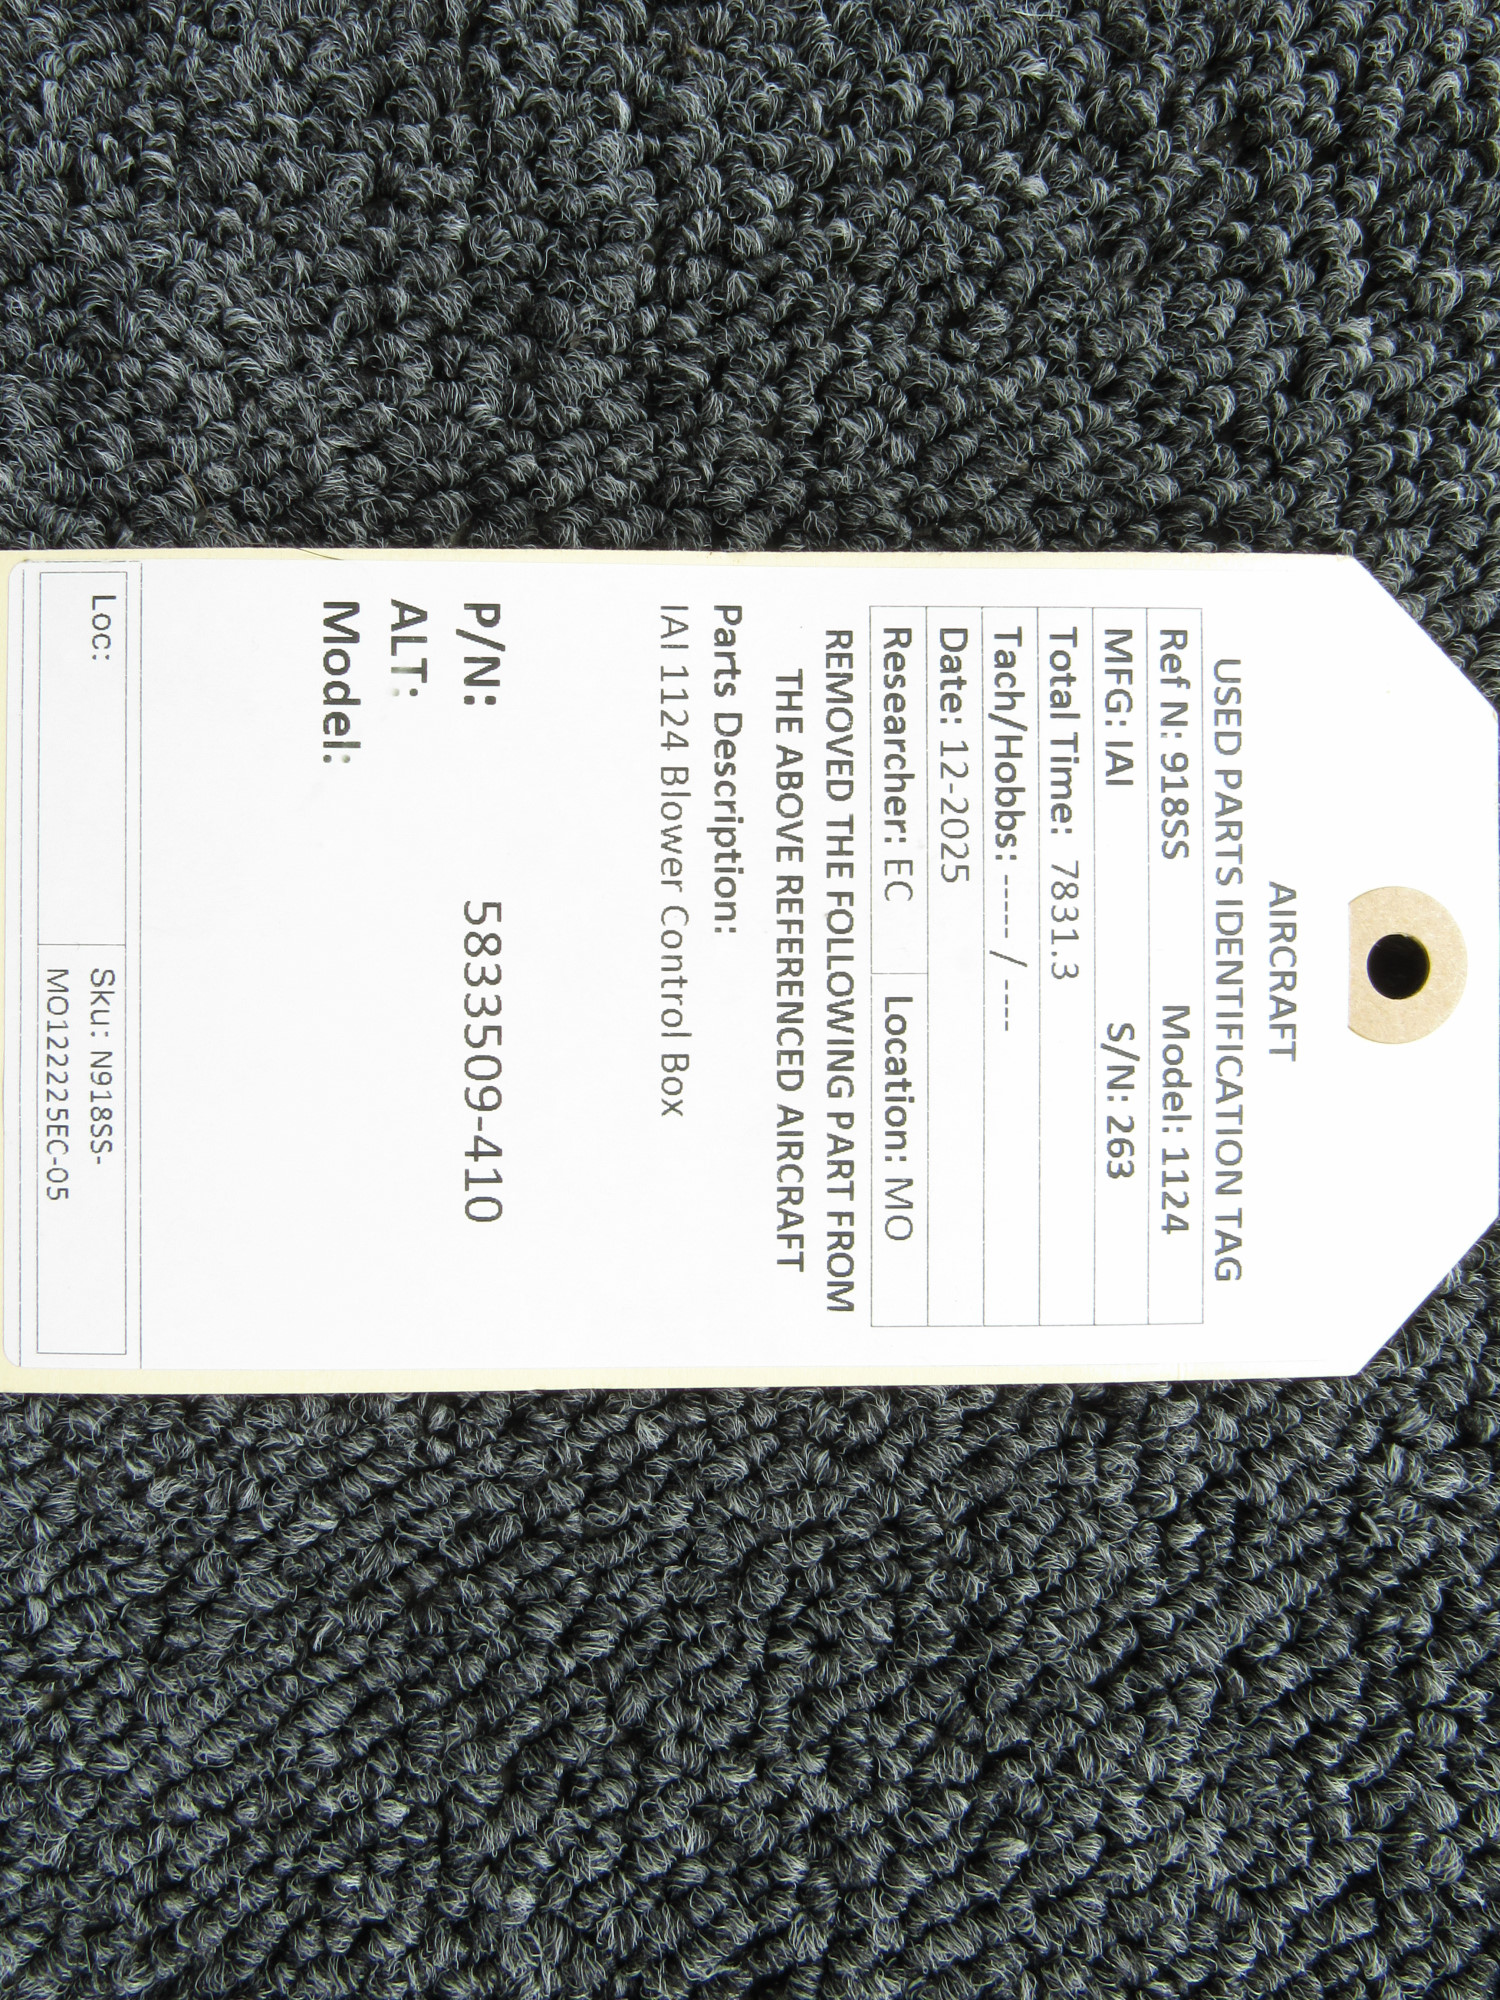 AIRCRAFT
USED PARTS IDENTIFICATION TAG
Ref N: 918SS Model: 1124
MFG: IAI S/N: 263
Total Time: 7831.3
Tach/Hobbs: ----- / ----
Date: 12-2025
Researcher: EC Location: MO
REMOVED THE FOLLOWING PART FROM
THE ABOVE REFERENCED AIRCRAFT
Parts Description:
IAI 1124 Blower Control Box
P/N: 5833509-410
ALT:
Model:
Loc: Sku: N918SS-
MO122225EC-05